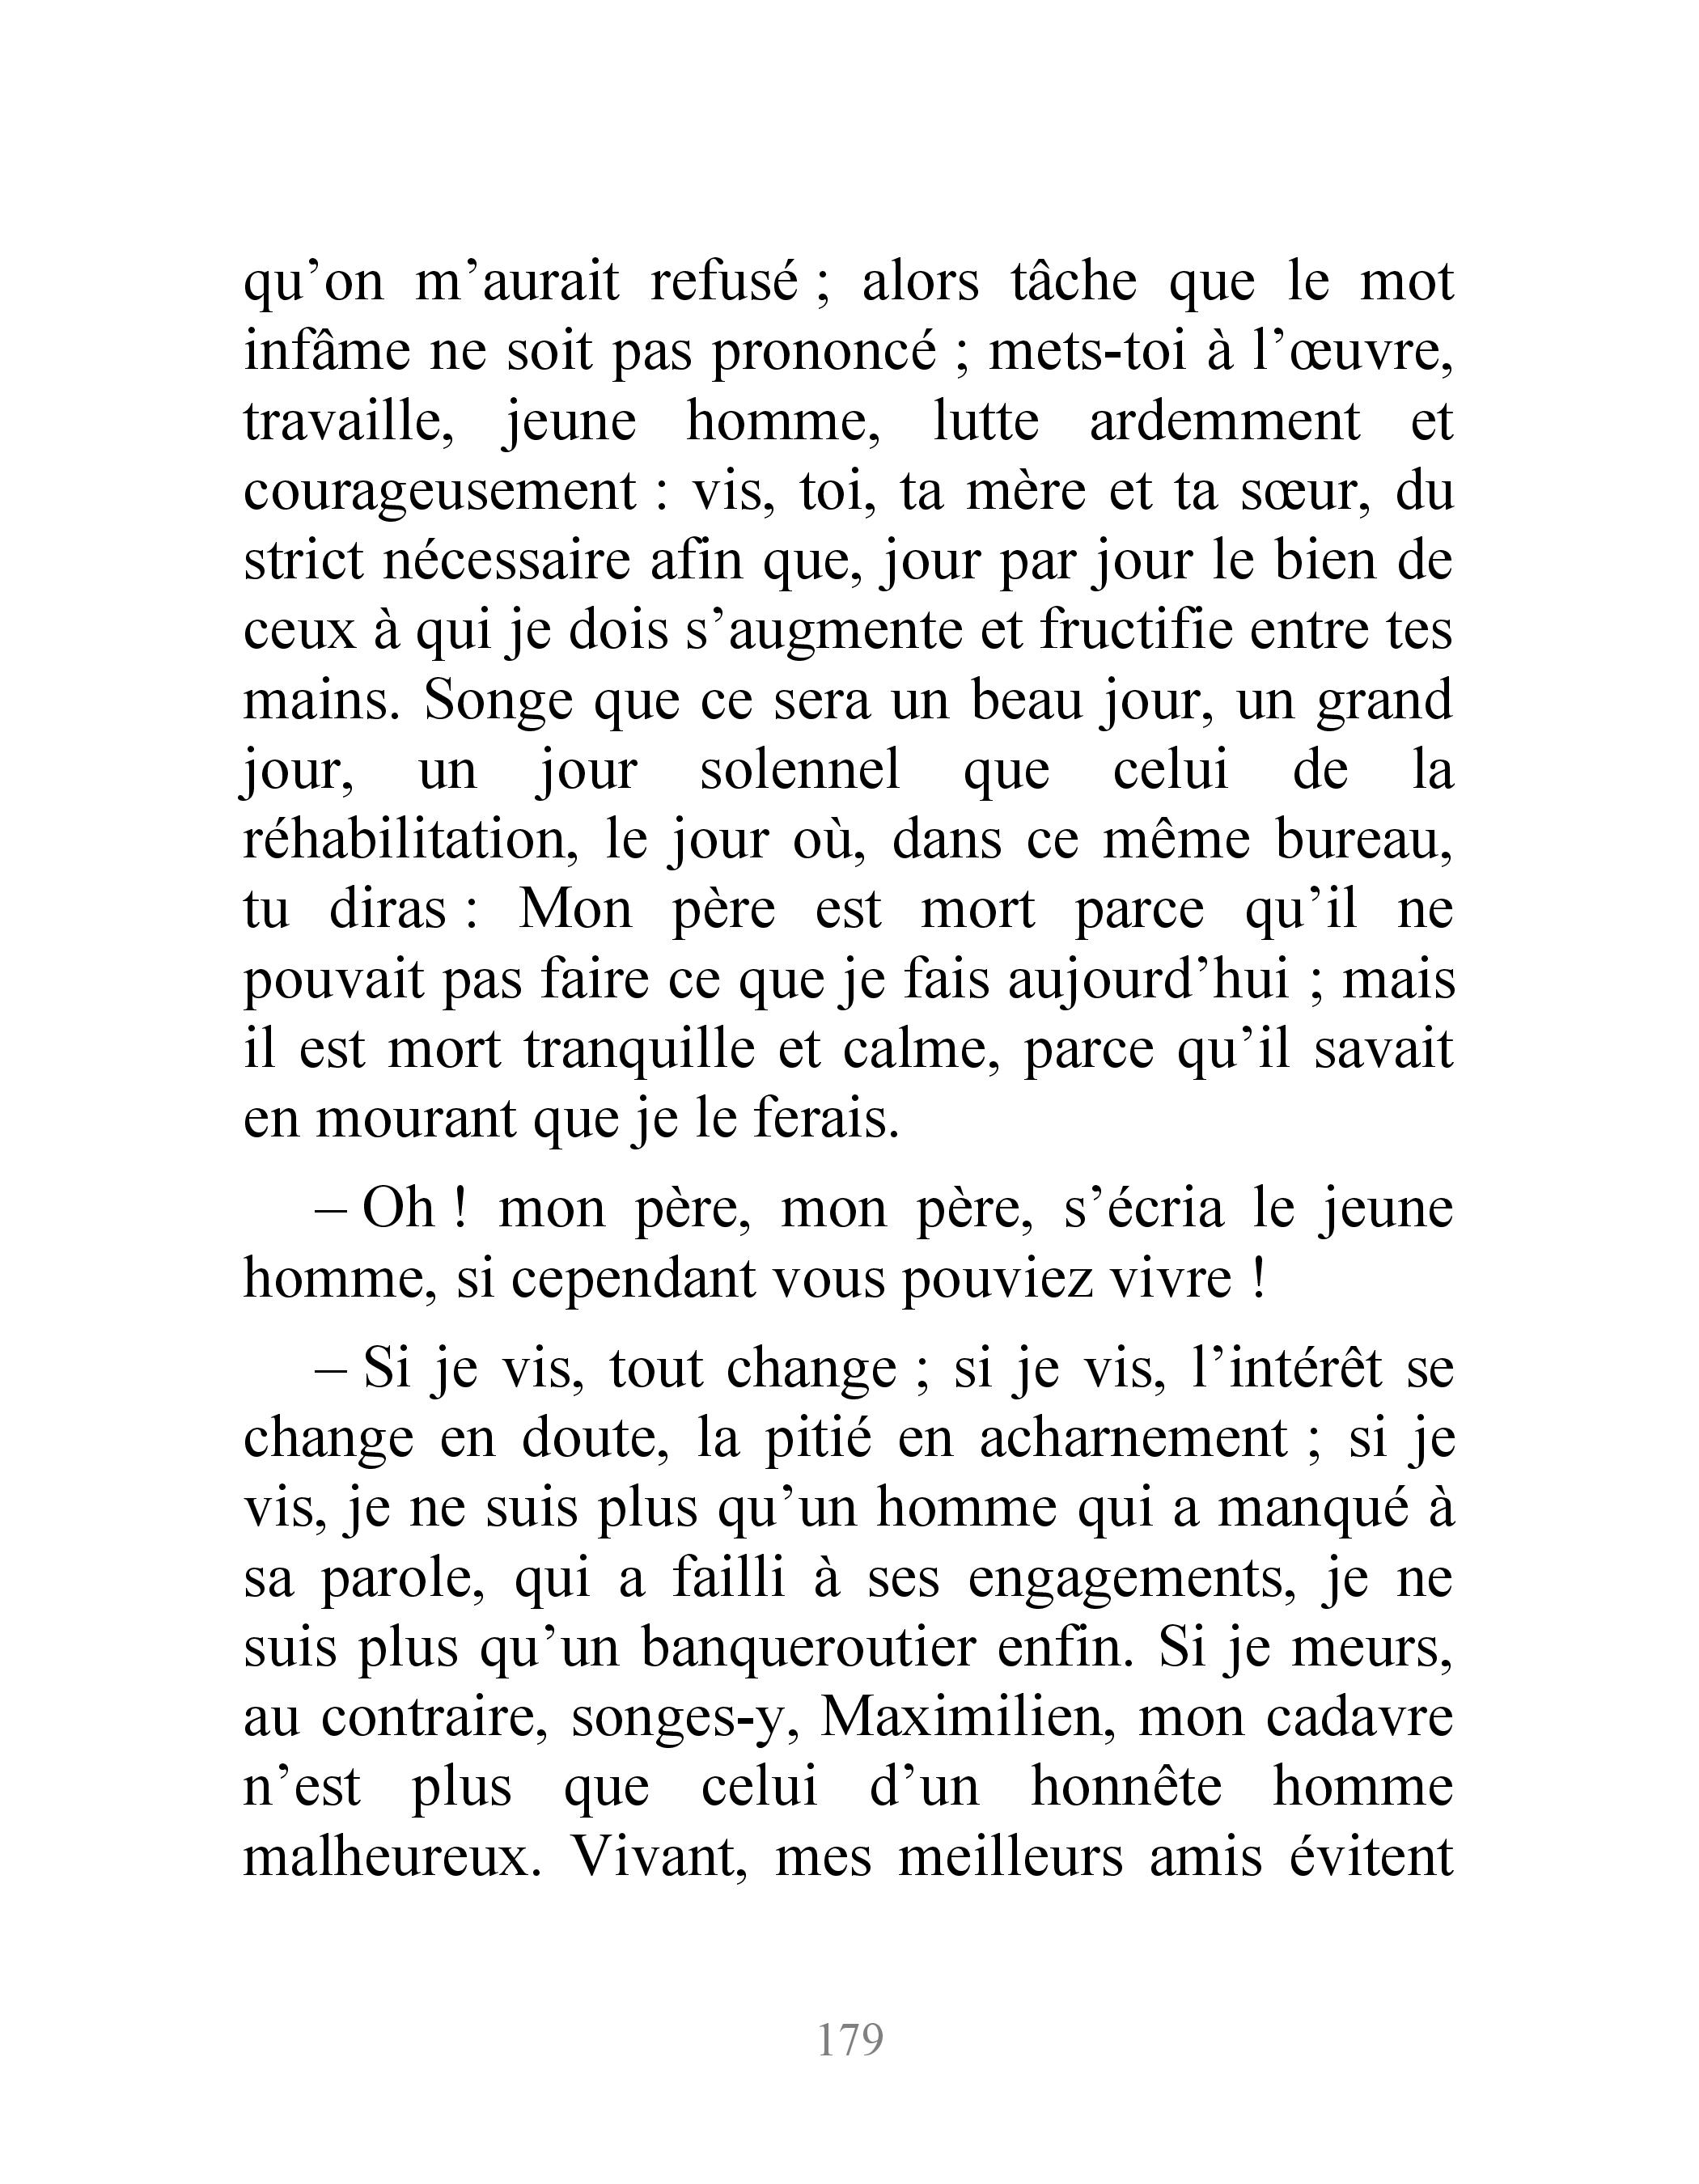 qu’on m’aurait refusé ; alors tâche que le mot
infâme ne soit pas prononcé ; mets-toi à l’œuvre,
travaille, jeune homme, lutte ardemment et
courageusement : vis, toi, ta mère et ta sœur, du
strict nécessaire afin que, jour par jour le bien de
ceux à qui je dois s’augmente et fructifie entre tes
mains. Songe que ce sera un beau jour, un grand
jour, un jour solennel que celui de la
réhabilitation, le jour où, dans ce même bureau,
tu diras : Mon père est mort parce qu’il ne
pouvait pas faire ce que je fais aujourd’hui ; mais
il est mort tranquille et calme, parce qu’il savait
en mourant que je le ferais.
– Oh ! mon père, mon père, s’écria le jeune
homme, si cependant vous pouviez vivre !
– Si je vis, tout change ; si je vis, l’intérêt se
change en doute, la pitié en acharnement ; si je
vis, je ne suis plus qu’un homme qui a manqué à
sa parole, qui a failli à ses engagements, je ne
suis plus qu’un banqueroutier enfin. Si je meurs,
au contraire, songes-y, Maximilien, mon cadavre
n’est plus que celui d’un honnête homme
malheureux. Vivant, mes meilleurs amis évitent
179